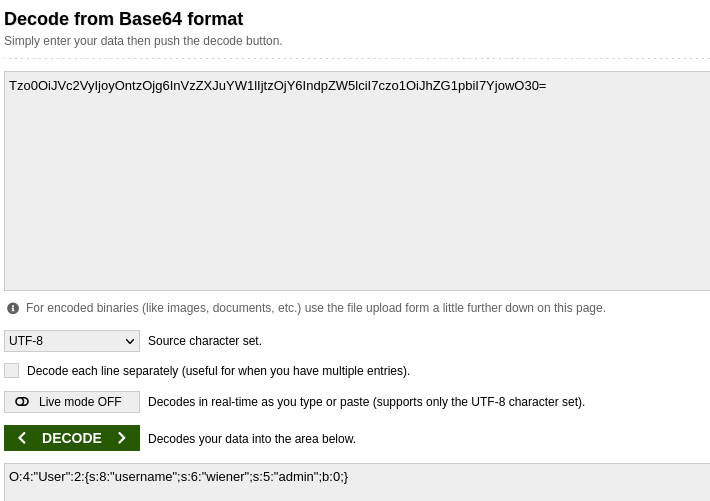 Decode from Base64 format
Simply enter your data then push the decode button.
Tzo0OiJVc2VyIjoyOntzOjg6InVzZXJuYW1lIjtzOjY6IndpZW5lciI7czo1OiJhZG1pbiI7YjowO30=
For encoded binaries (like images, documents, etc.) use the file upload form a little further down on this page.
UTF-8 Source character set.
Decode each line separately (useful for when you have multiple entries).
Live mode OFF Decodes in real-time as you type or paste (supports only the UTF-8 character set).
< DECODE > Decodes your data into the area below.
O:4:"User":2:{s:8:"username";s:6:"wiener";s:5:"admin";b:0;}